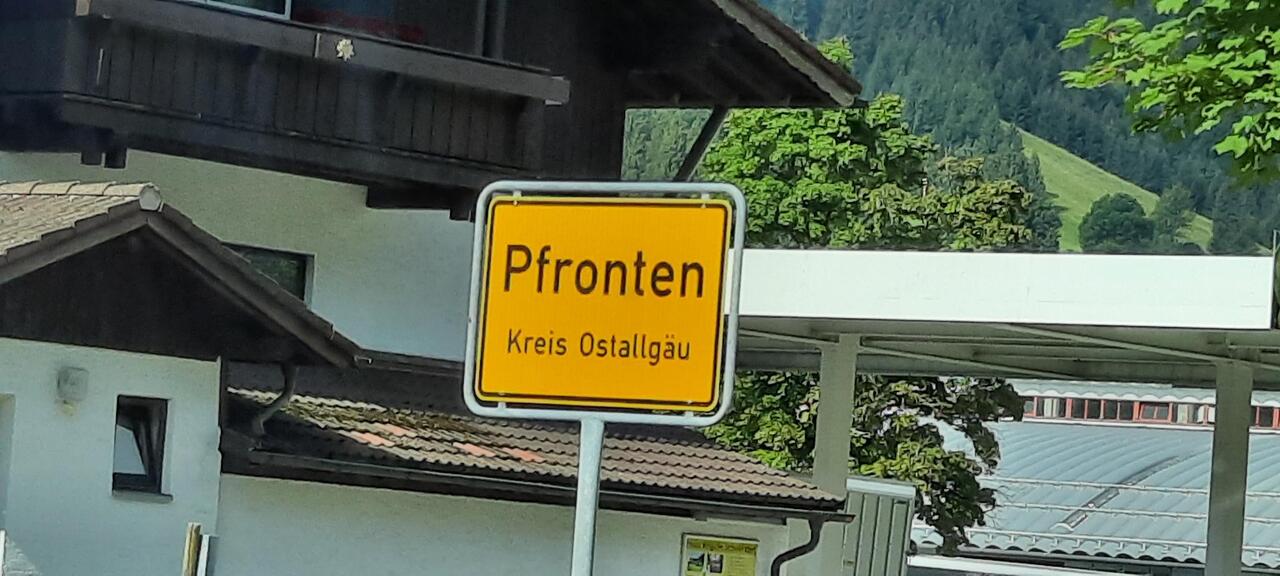 Pfronten
Kreis Ostallgäu